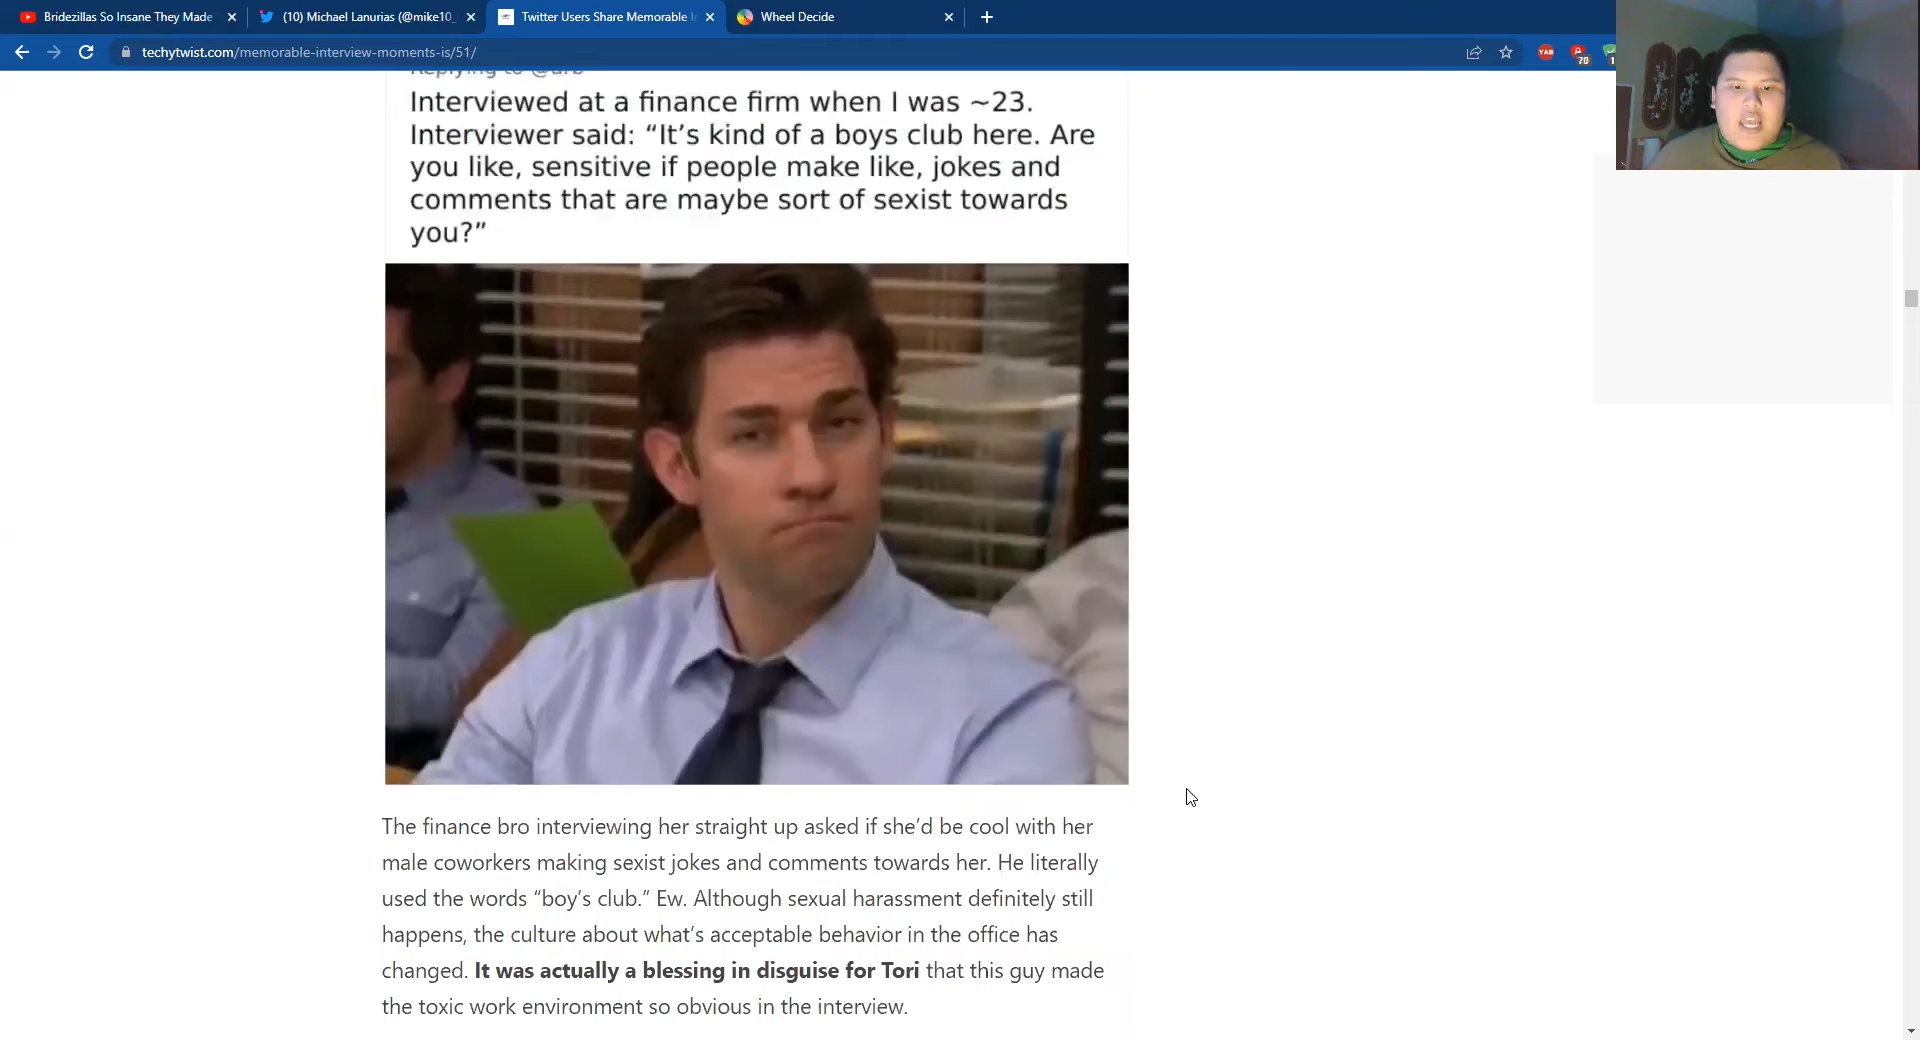 Bridezillas So Insane They Made
(10) Michael Lanurias (@mike10_
Twitter Users Share Memorable I
Wheel Decide
techytwist.com/memorable-interview-moments-is/51/
YAB
70
1
Replying to @urb
Interviewed at a finance firm when I was ~23.
Interviewer said: “It’s kind of a boys club here. Are
you like, sensitive if people make like, jokes and
comments that are maybe sort of sexist towards
you?”
The finance bro interviewing her straight up asked if she’d be cool with her
male coworkers making sexist jokes and comments towards her. He literally
used the words “boy’s club.” Ew. Although sexual harassment definitely still
happens, the culture about what’s acceptable behavior in the office has
changed. It was actually a blessing in disguise for Tori that this guy made
the toxic work environment so obvious in the interview.